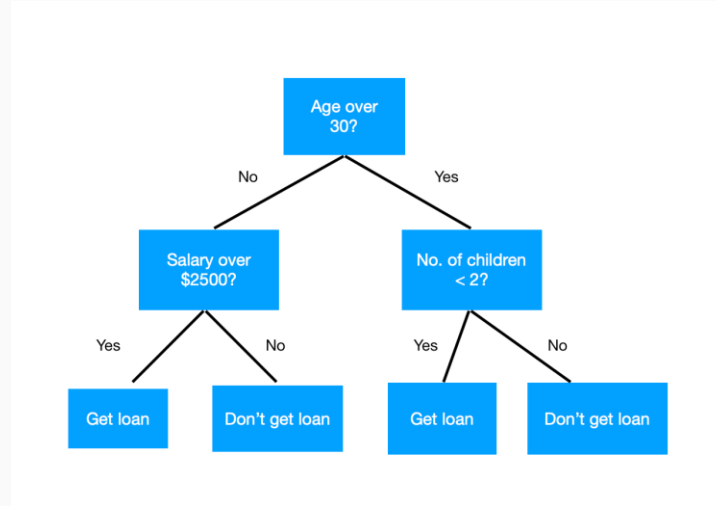 Age over
30?
No
Yes
Salary over
$2500?
No. of children
< 2?
Yes
No
Yes
No
Get loan
Don’t get loan
Get loan
Don’t get loan